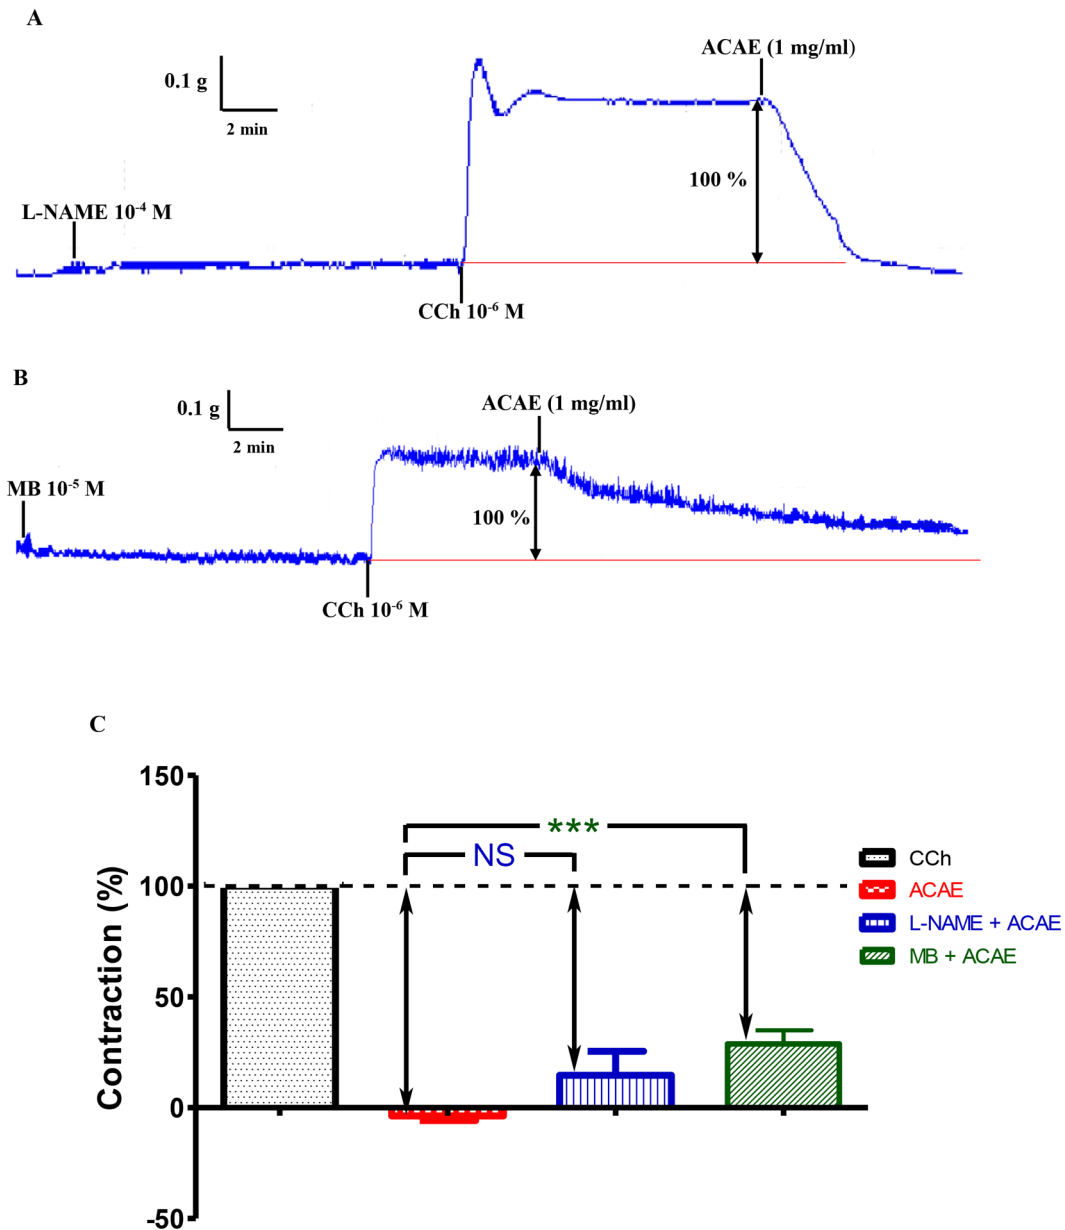 A
ACAE (1 mg/ml)
0.1 g
2 min
100 %
L-NAME 10⁻⁴ M
CCh 10⁻⁶ M
B
ACAE (1 mg/ml)
0.1 g
2 min
MB 10⁻⁵ M
100 %
CCh 10⁻⁶ M
C
150
***
NS
100
50
0
-50
Contraction (%)
CCh
ACAE
L-NAME + ACAE
MB + ACAE